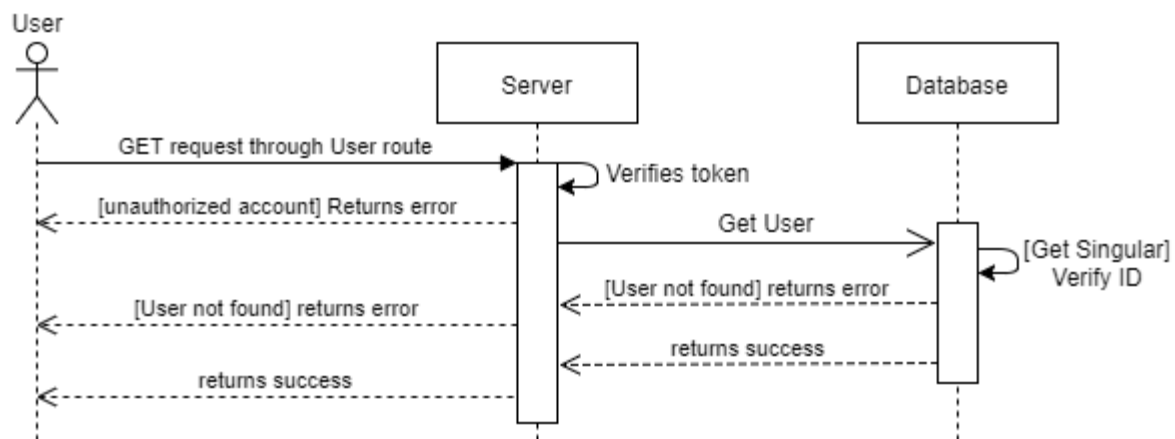 User
Server
Database
GET request through User route
Verifies token
[unauthorized account] Returns error
Get User
[Get Singular]
Verify ID
[User not found] returns error
[User not found] returns error
returns success
returns success